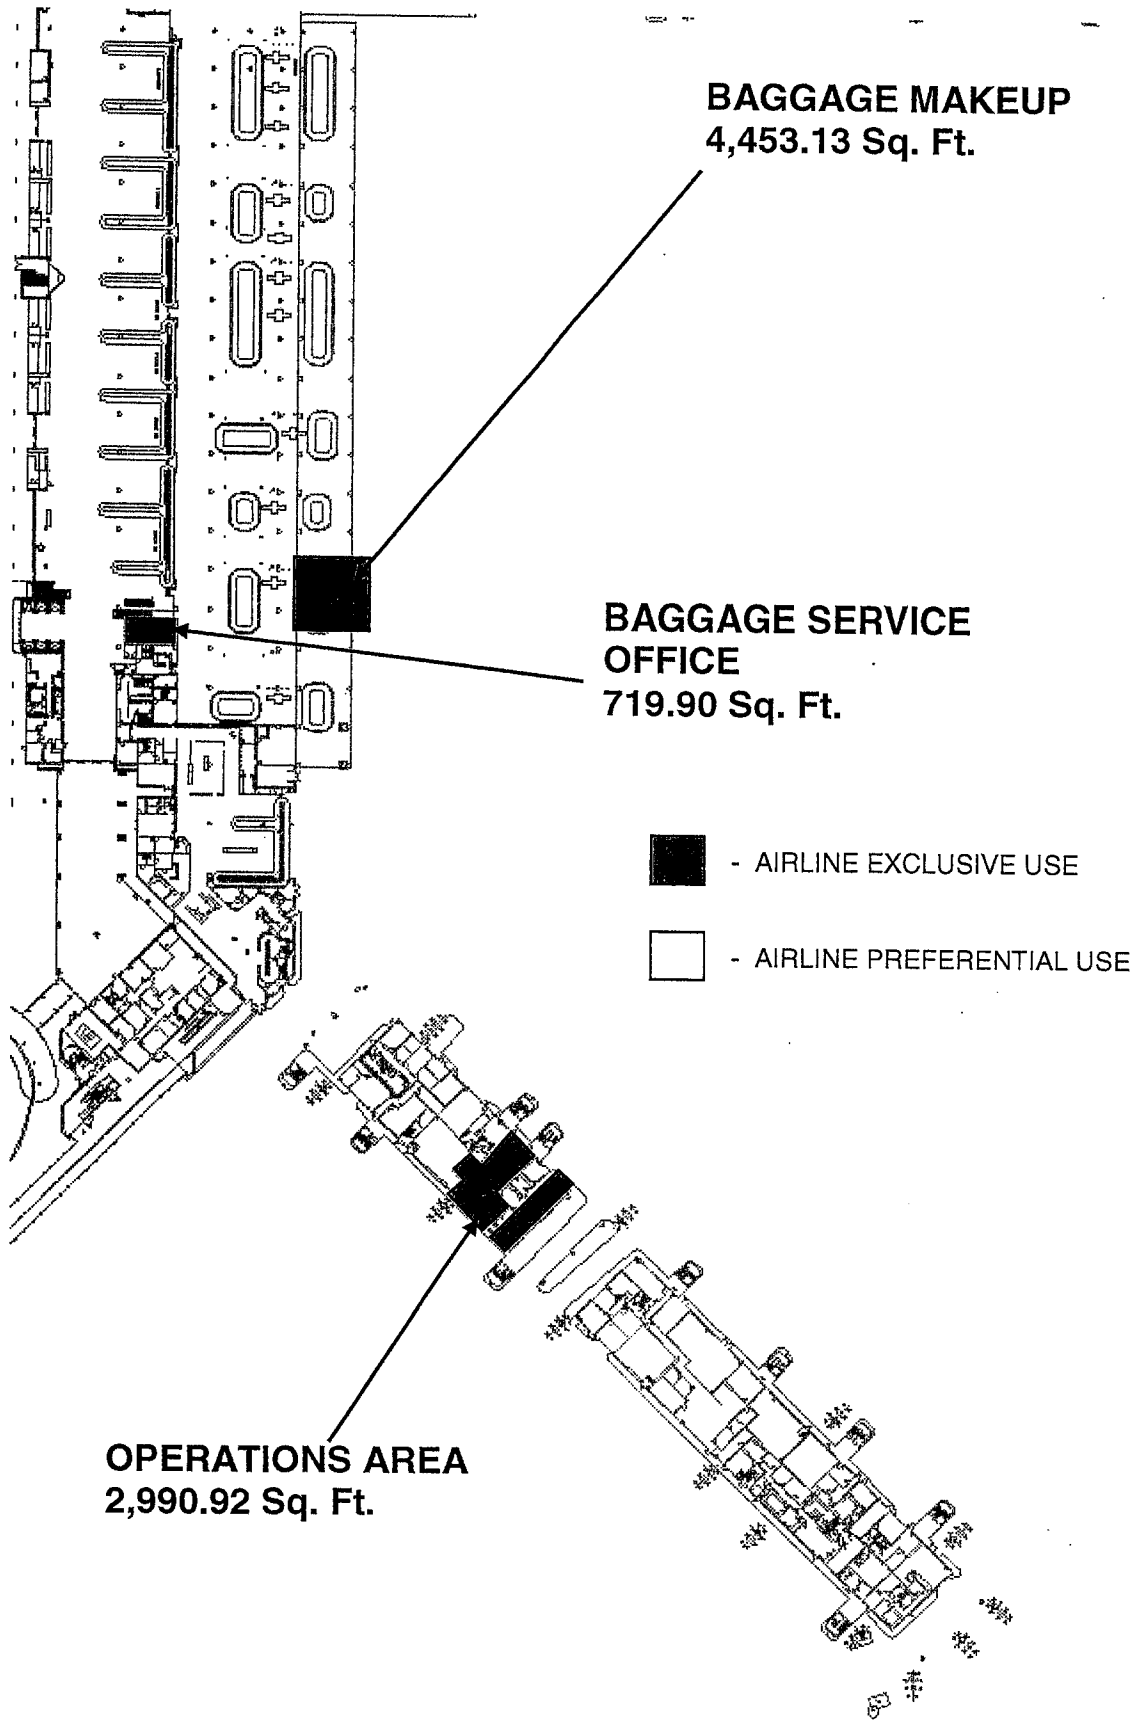 BAGGAGE MAKEUP
4,453.13 Sq. Ft.
BAGGAGE SERVICE
OFFICE
719.90 Sq. Ft.
- AIRLINE EXCLUSIVE USE
- AIRLINE PREFERENTIAL USE
OPERATIONS AREA
2,990.92 Sq. Ft.